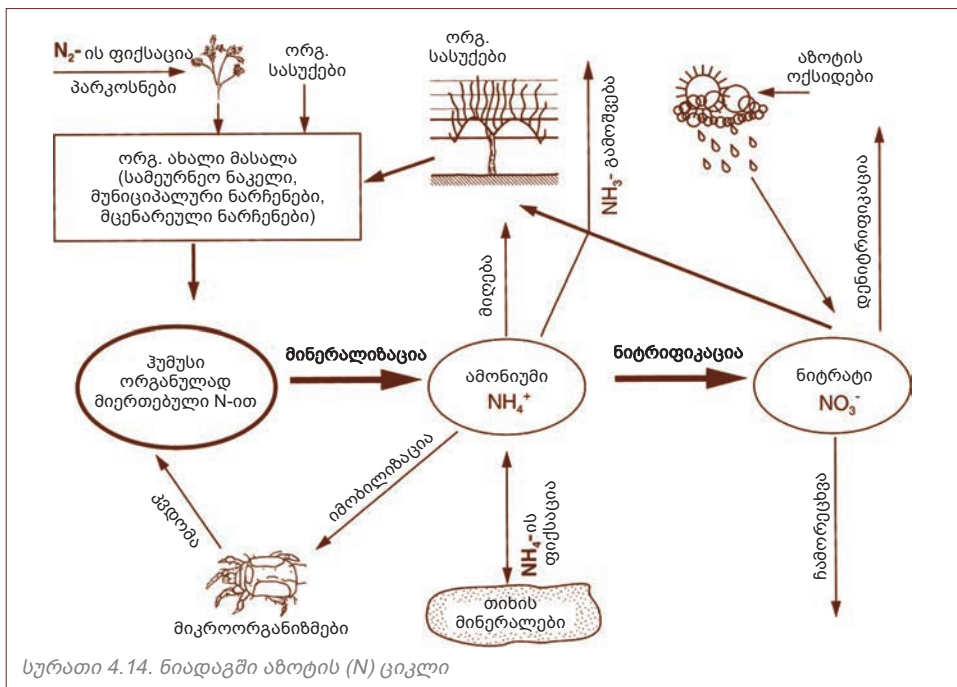 N₂- ის ფიქსაცია
პარკოსნები
ორგ.
სასუქები
ორგ.
სასუქები
აზოტის
ოქსიდები
ორგ. ახალი მასალა
(სამეურნეო ნაკელი,
მუნიციპალური ნარჩენები,
მცენარეული ნარჩენები)
NH₃- გამოშვება
დენიტრიფიკაცია
მიღება
ჰუმუსი
ორგანულად
მიერთებული N-ით
მინერალიზაცია
ამონიუმი
NH₄⁺
ნიტრიფიკაცია
ნიტრატი
NO₃⁻
კვდომა
იმობილიზაცია
NH₄-ის
ფიქსაცია
ჩამორეცხვა
მიკროორგანიზმები
თიხის
მინერალები
სურათი 4.14. ნიადაგში აზოტის (N) ციკლი